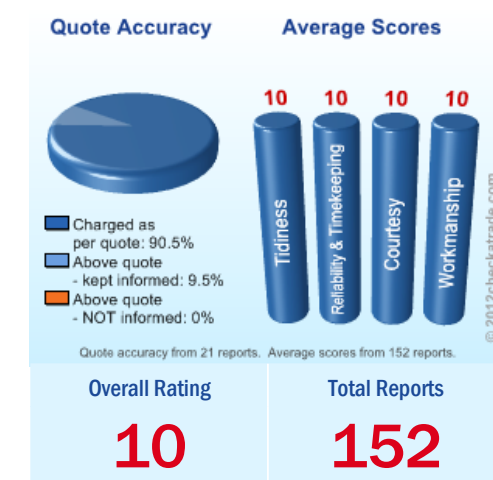 Quote Accuracy
Average Scores
10 10 10 10
Tidiness
Reliability & Timekeeping
Courtesy
Workmanship
Charged as
per quote: 90.5%
Above quote
- kept informed: 9.5%
Above quote
- NOT informed: 0%
© 2012checkatrade.com
Quote accuracy from 21 reports. Average scores from 152 reports.
Overall Rating
10
Total Reports
152